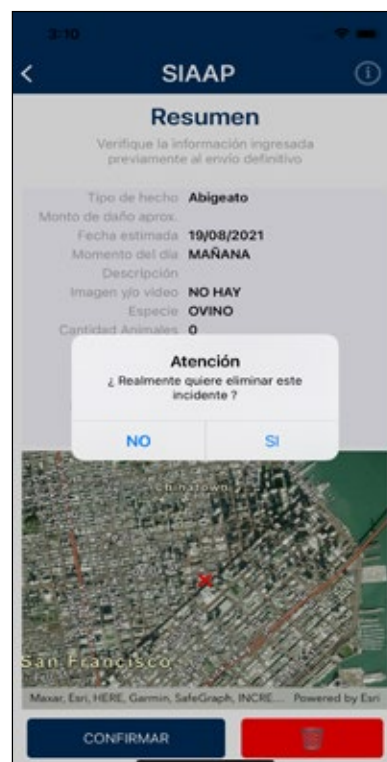 3:10
SIAAP
Resumen
Verifique la información ingresada
previamente al envío definitivo
Tipo de hecho Abigeato
Monto de daño aprox.
Fecha estimada 19/08/2021
Momento del día MAÑANA
Descripción
Imagen y/o video NO HAY
Especie OVINO
Cantidad Animales 0
Atención
¿ Realmente quiere eliminar este
incidente ?
NO SI
Chinatown
San Francisco
Maxar, Esri, HERE, Garmin, SafeGraph, INCRE... Powered by Esri
CONFIRMAR